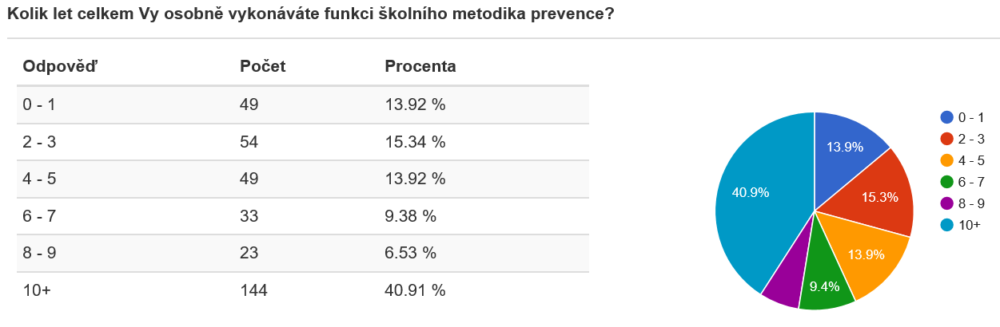 Kolik let celkem Vy osobně vykonáváte funkci školního metodika prevence?
Odpověď Počet Procenta
0 - 1 49 13.92 %
2 - 3 54 15.34 %
4 - 5 49 13.92 %
6 - 7 33 9.38 %
8 - 9 23 6.53 %
10+ 144 40.91 %
13.9%
15.3%
13.9%
9.4%
40.9%
0 - 1
2 - 3
4 - 5
6 - 7
8 - 9
10+